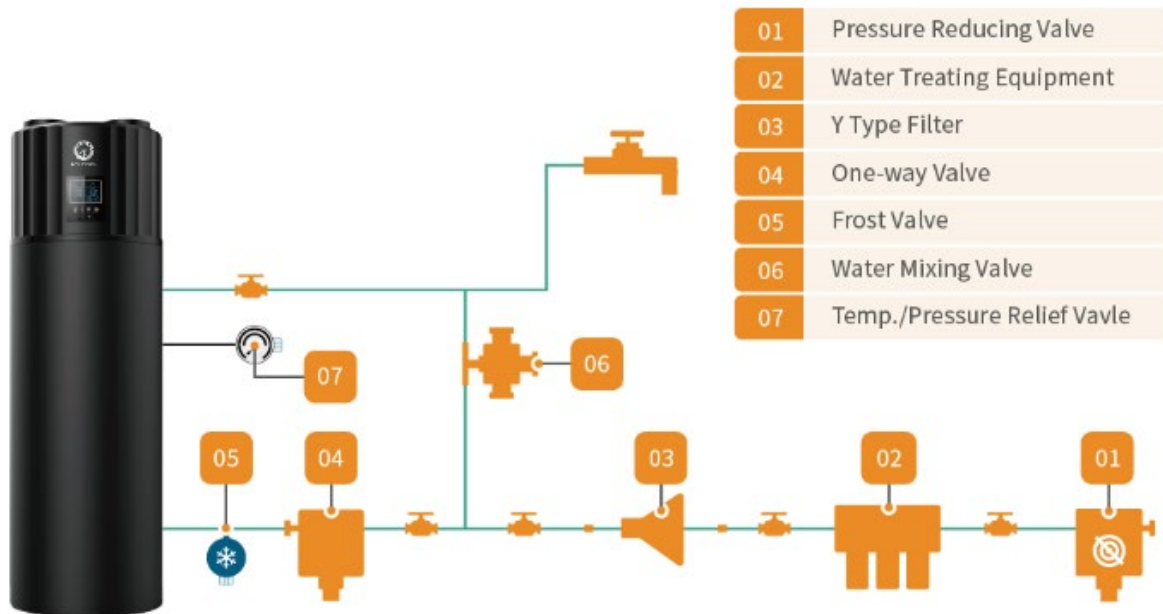 01 Pressure Reducing Valve
02 Water Treating Equipment
03 Y Type Filter
04 One-way Valve
05 Frost Valve
06 Water Mixing Valve
07 Temp./Pressure Relief Vavle
07
06
05
04
03
02
01